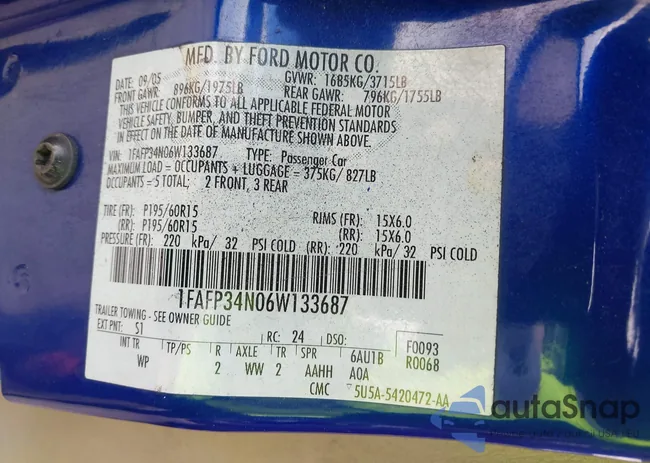 MFD. BY FORD MOTOR CO.
DATE: 09/05 GVWR: 1685KG/3715LB
FRONT GAWR: 896KG/1975LB REAR GAWR: 796KG/1755LB
THIS VEHICLE CONFORMS TO ALL APPLICABLE FEDERAL MOTOR
VEHICLE SAFETY, BUMPER, AND THEFT PREVENTION STANDARDS
IN EFFECT ON THE DATE OF MANUFACTURE SHOWN ABOVE.
VIN: 1FAFP34N06W133687 TYPE: Passenger Car
MAXIMUM LOAD = OCCUPANTS + LUGGAGE = 375KG/ 827LB
OCCUPANTS = 5 TOTAL; 2 FRONT, 3 REAR
TIRE (FR): P195/60R15 RIMS (FR): 15X6.0
(RR): P195/60R15 (RR): 15X6.0
PRESSURE (FR): 220 kPa/ 32 PSI COLD (RR): 220 kPa/ 32 PSI COLD
1FAFP34N06W133687
TRAILER TOWING - SEE OWNER GUIDE
EXT PNT: S1 RC: 24 DSO: F0093
INT TR TP/PS R AXLE TR SPR 6AU1B R0068
WP 2 WW 2 AAHH A0A
CMC 5U5A-5420472-AA
autoSnap